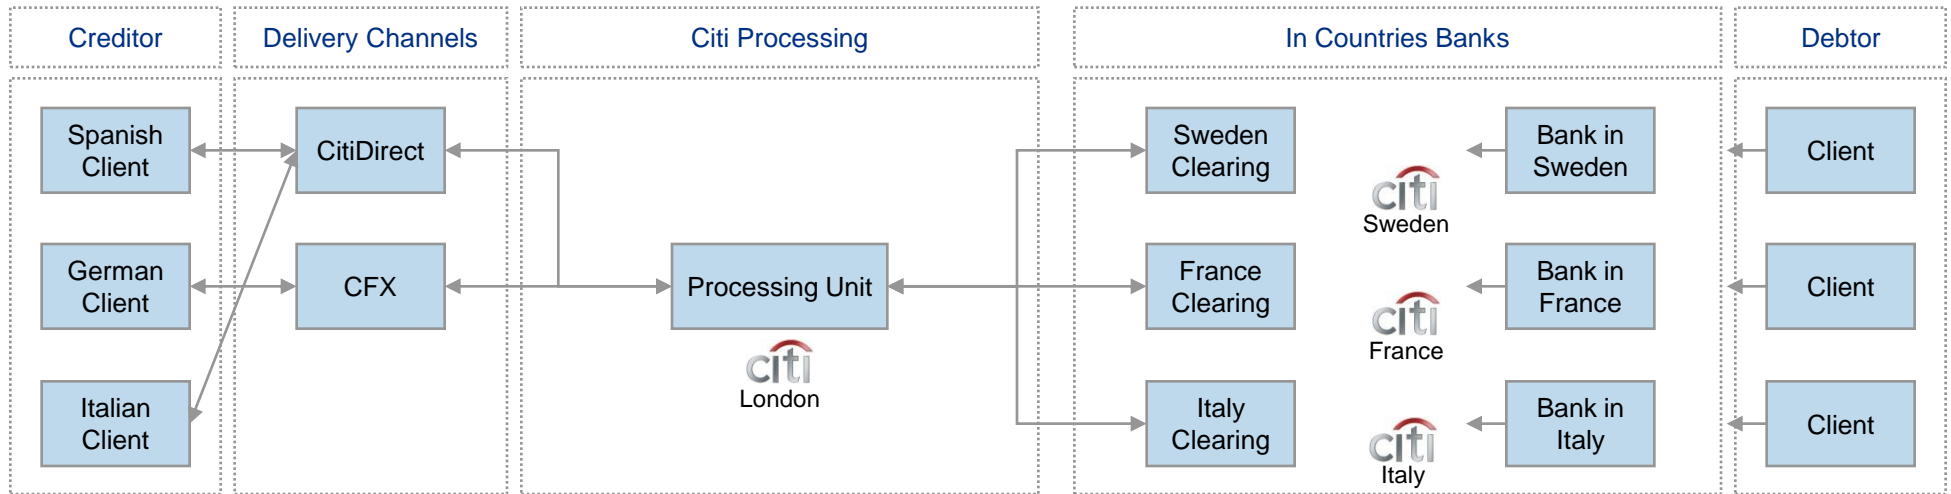 Creditor
Delivery Channels
Citi Processing
In Countries Banks
Debtor
Spanish
Client
CitiDirect
Sweden
Clearing
citi
Sweden
Bank in
Sweden
Client
German
Client
CFX
Processing Unit
citi
London
France
Clearing
citi
France
Bank in
France
Client
Italian
Client
Italy
Clearing
citi
Italy
Bank in
Italy
Client